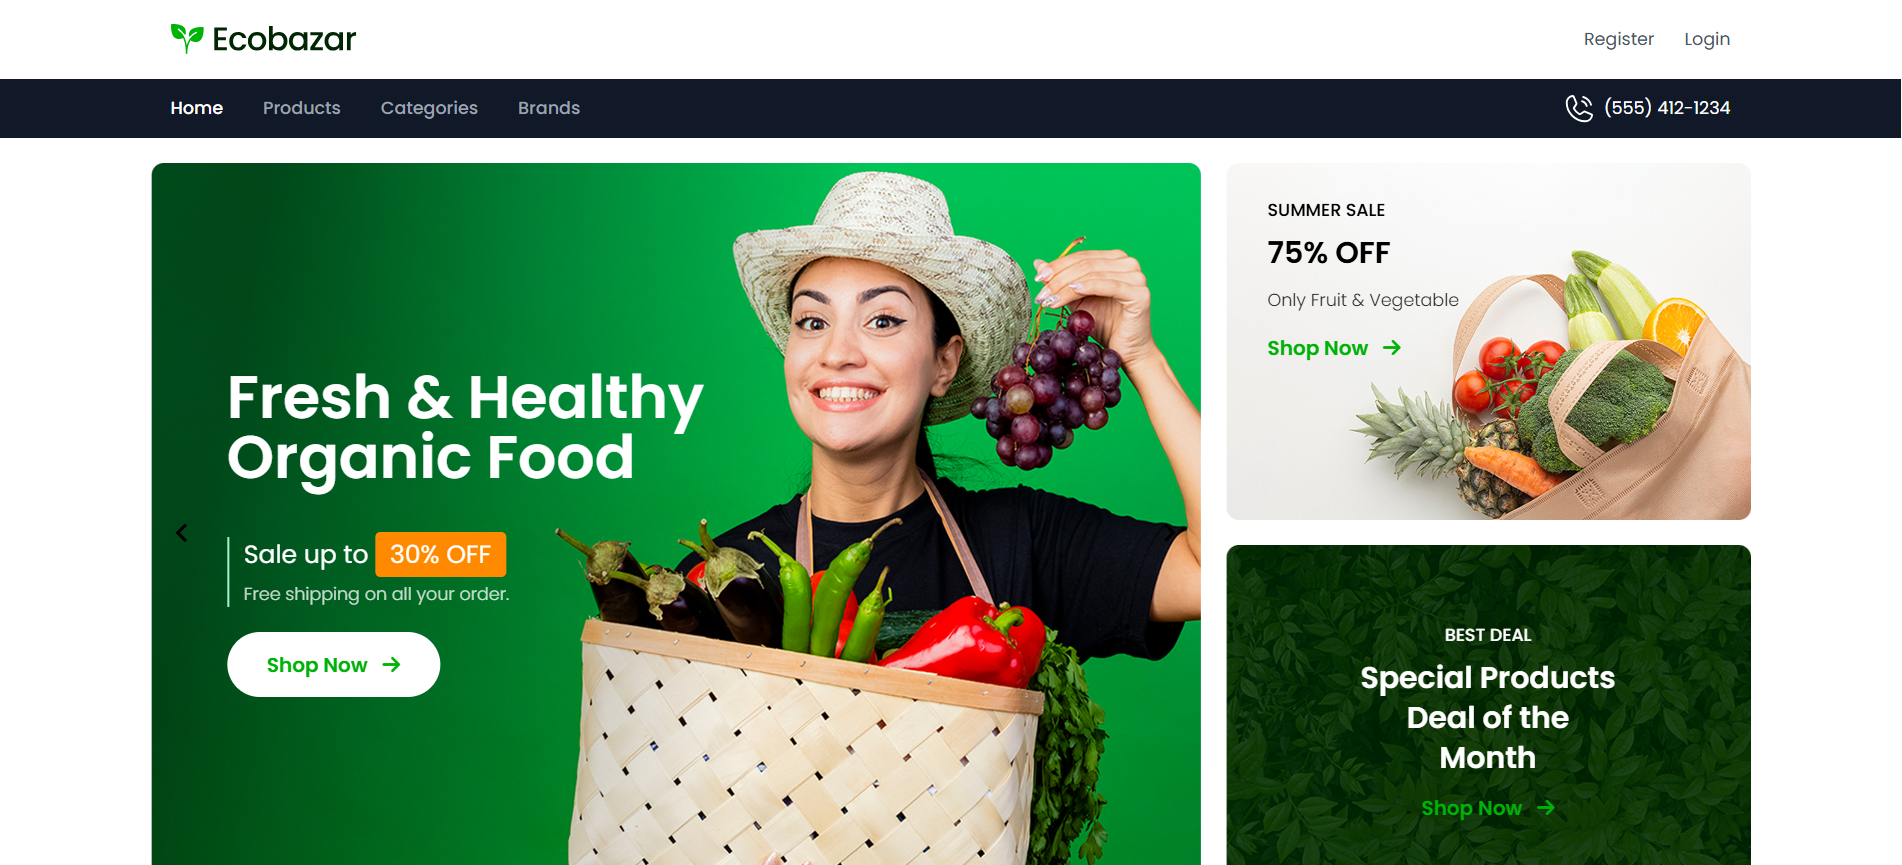 Ecobazar
Register
Login
Home
Products
Categories
Brands
(555) 412-1234
Fresh & Healthy
Organic Food
Sale up to 30% OFF
Free shipping on all your order.
Shop Now
SUMMER SALE
75% OFF
Only Fruit & Vegetable
Shop Now
BEST DEAL
Special Products
Deal of the
Month
Shop Now